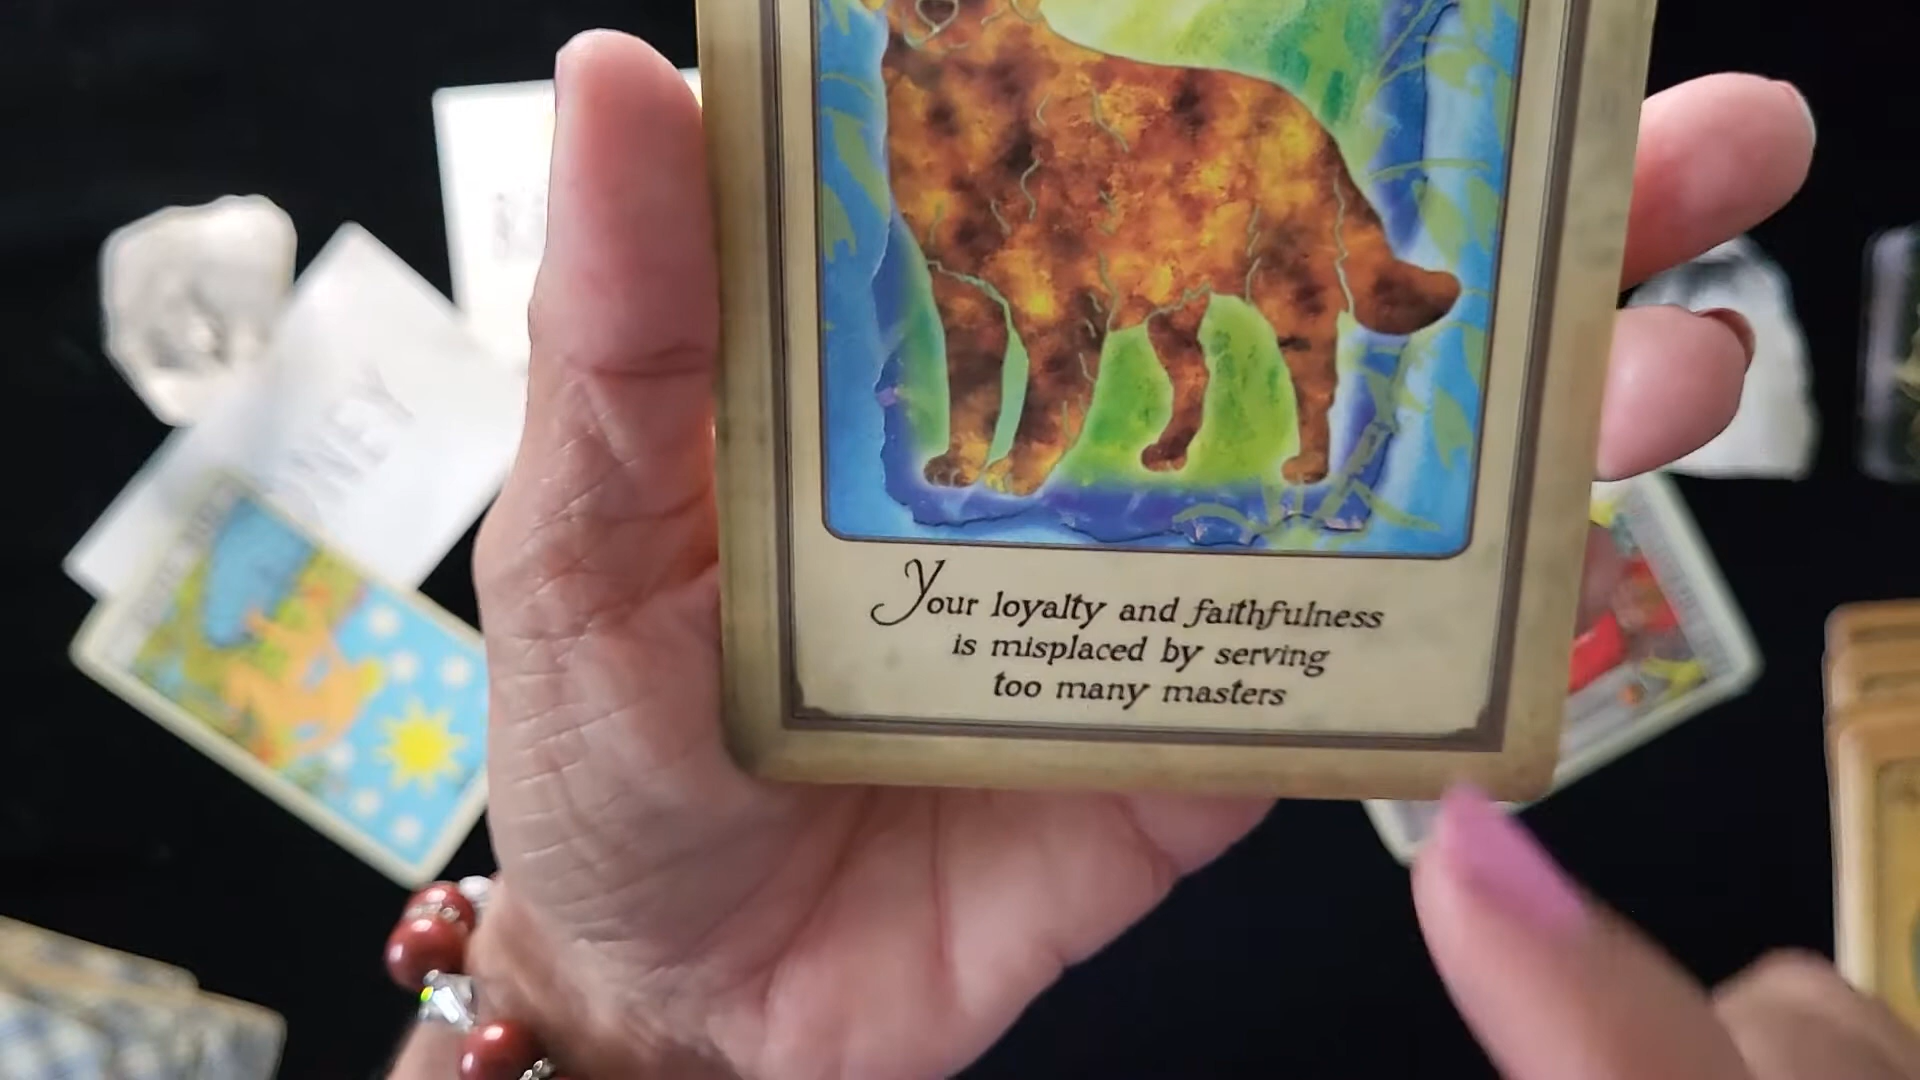 Your loyalty and faithfulness
is misplaced by serving
too many masters